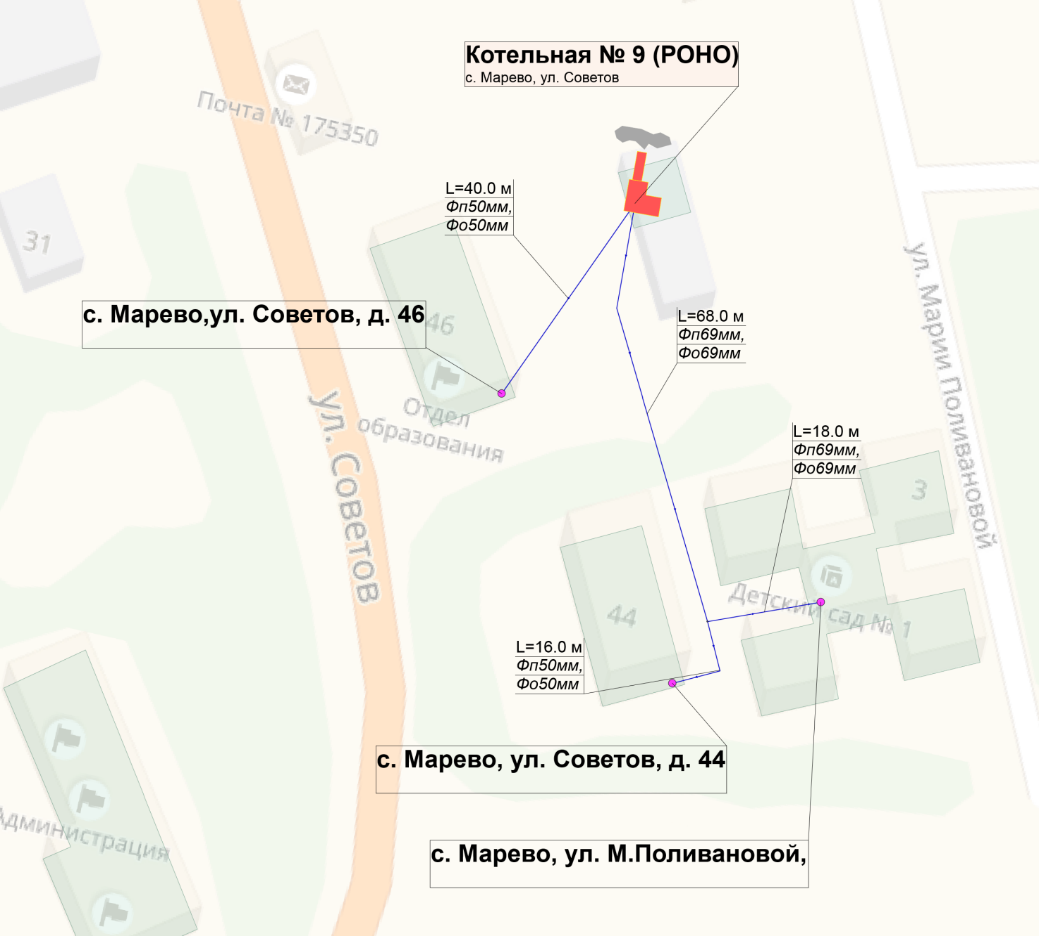 Котельная № 9 (РОНО)
с. Марево, ул. Советов
Почта № 175350
L=40.0 м
Фп50мм,
Фо50мм
31
ул. Марии Поливановой
с. Марево,ул. Советов, д. 46
46
L=68.0 м
Фп69мм,
Фо69мм
Отдел
образования
ул. Советов
L=18.0 м
Фп69мм,
Фо69мм
3
Детский сад № 1
44
L=16.0 м
Фп50мм,
Фо50мм
с. Марево, ул. Советов, д. 44
Администрация
с. Марево, ул. М.Поливановой,